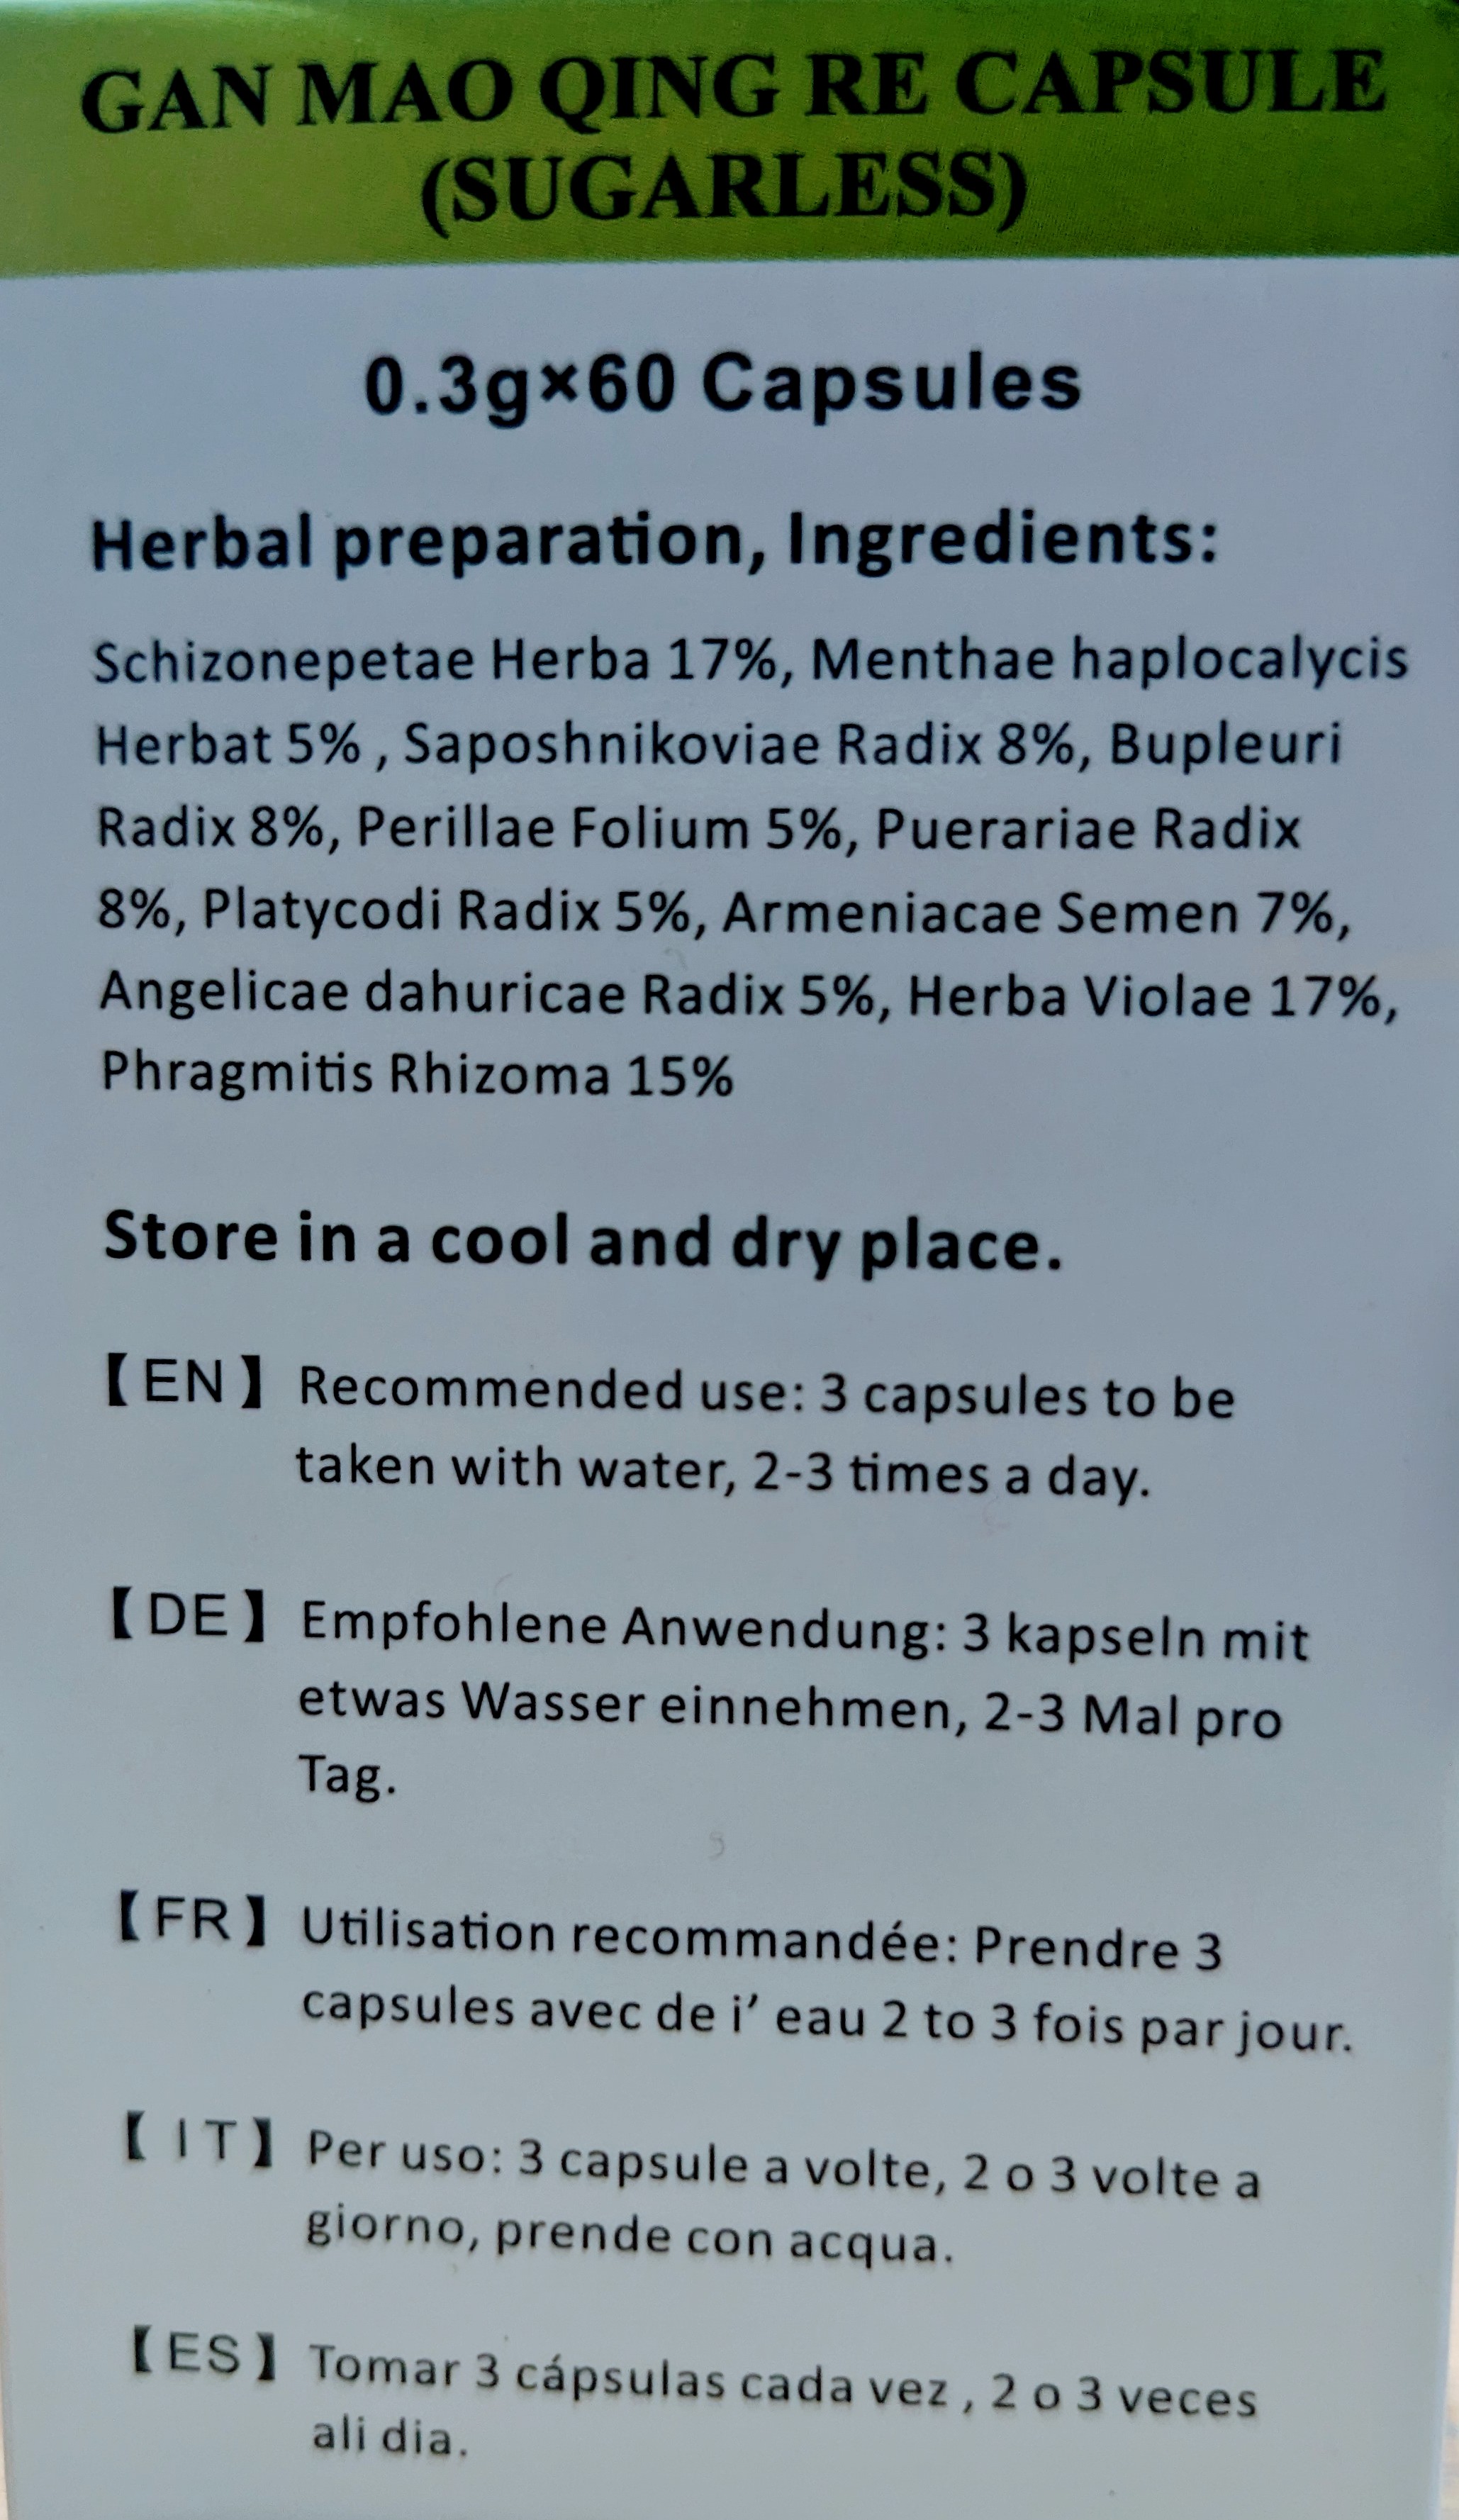 GAN MAO QING RE CAPSULE
(SUGARLESS)
0.3g×60 Capsules
Herbal preparation, Ingredients:
Schizonepetae Herba 17%, Menthae haplocalycis
Herbat 5% , Saposhnikoviae Radix 8%, Bupleuri
Radix 8%, Perillae Folium 5%, Puerariae Radix
8%, Platycodi Radix 5%, Armeniacae Semen 7%,
Angelicae dahuricae Radix 5%, Herba Violae 17%,
Phragmitis Rhizoma 15%
Store in a cool and dry place.
【EN】 Recommended use: 3 capsules to be
taken with water, 2-3 times a day.
【DE】 Empfohlene Anwendung: 3 kapseln mit
etwas Wasser einnehmen, 2-3 Mal pro
Tag.
【FR】 Utilisation recommandée: Prendre 3
capsules avec de i’ eau 2 to 3 fois par jour.
【 IT】 Per uso: 3 capsule a volte, 2 o 3 volte a
giorno, prende con acqua.
【ES】 Tomar 3 cápsulas cada vez , 2 o 3 veces
ali dia.